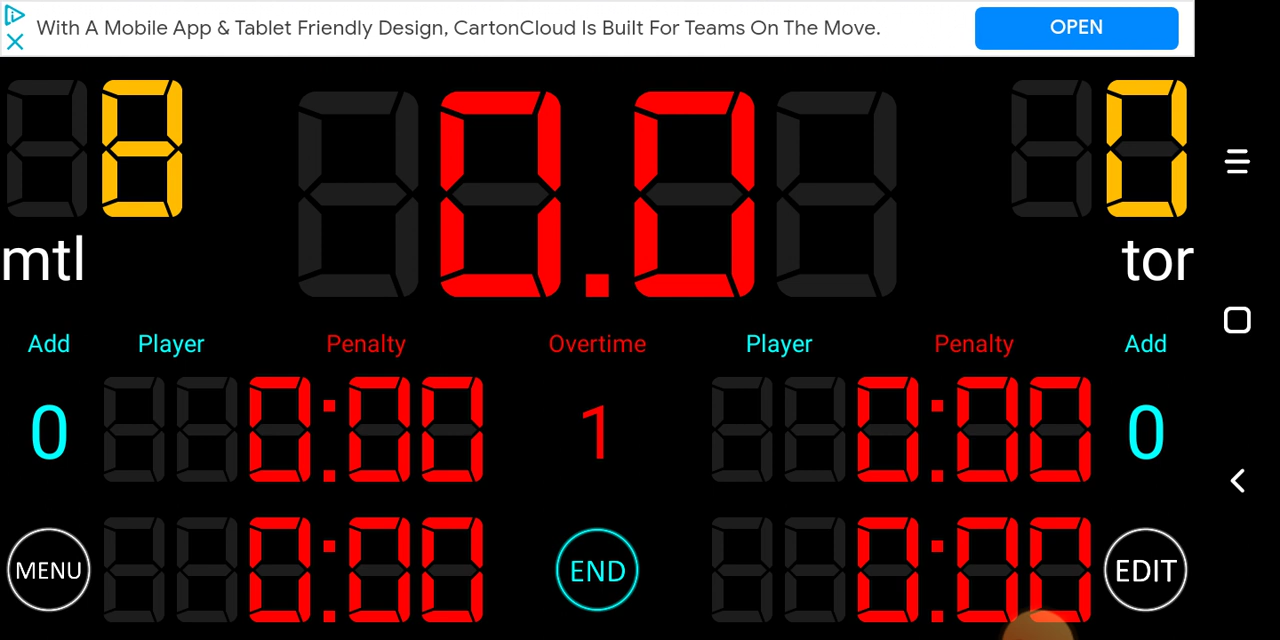 With A Mobile App & Tablet Friendly Design, CartonCloud Is Built For Teams On The Move.
OPEN
8 0.0 0
mtl tor
Add Player Penalty Overtime Player Penalty Add
0 0:00 1 0:00 0
MENU 0:00 END 0:00 EDIT